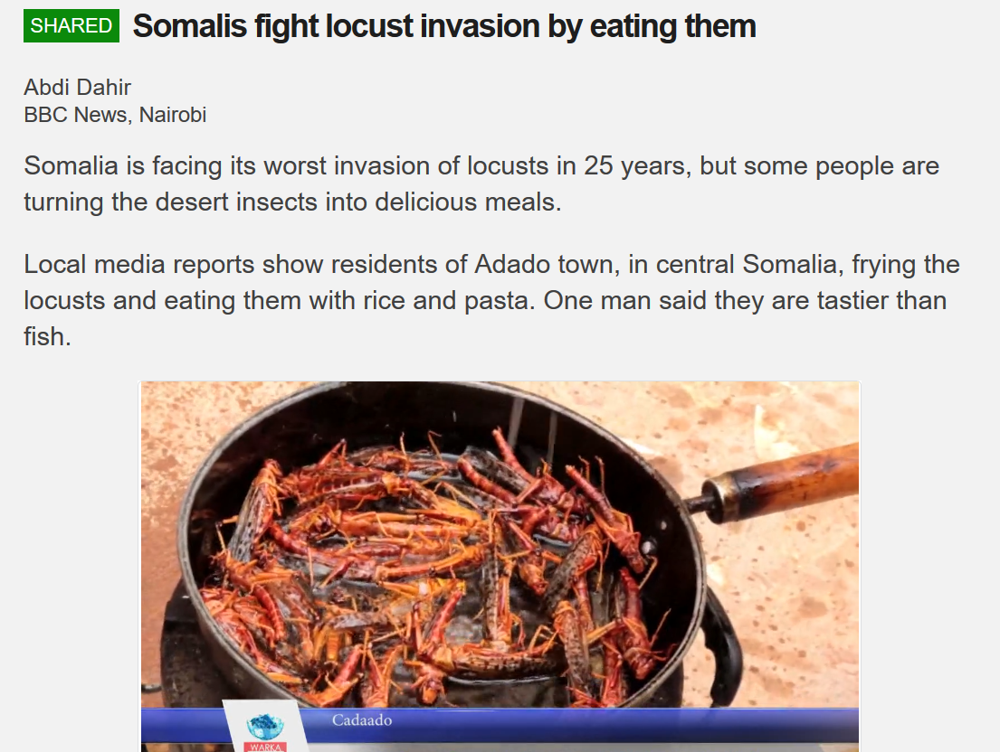 SHARED Somalis fight locust invasion by eating them
Abdi Dahir
BBC News, Nairobi
Somalia is facing its worst invasion of locusts in 25 years, but some people are
turning the desert insects into delicious meals.
Local media reports show residents of Adado town, in central Somalia, frying the
locusts and eating them with rice and pasta. One man said they are tastier than
fish.
Cadaado
WARKA